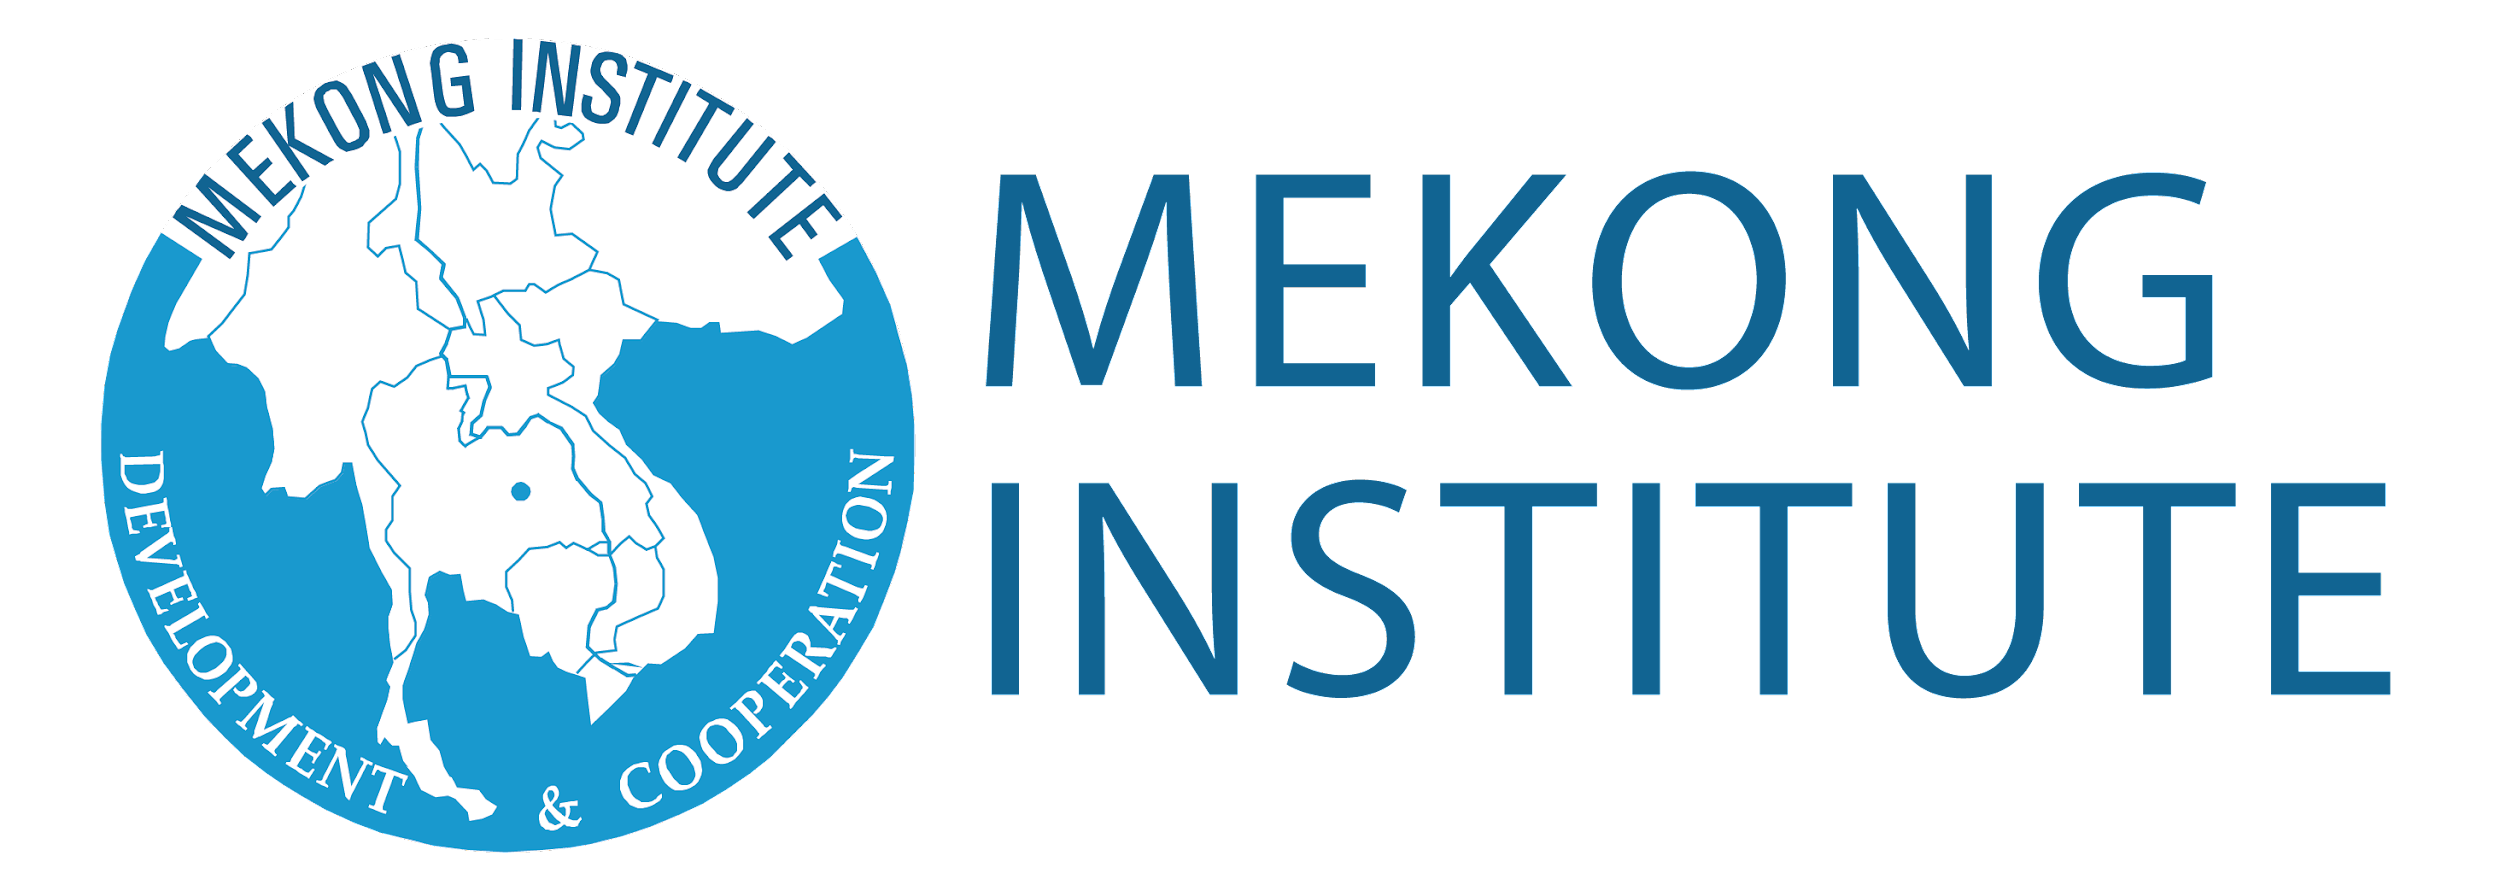 MEKONG INSTITUTE
DEVELOPMENT & COOPERATION
MEKONG
INSTITUTE